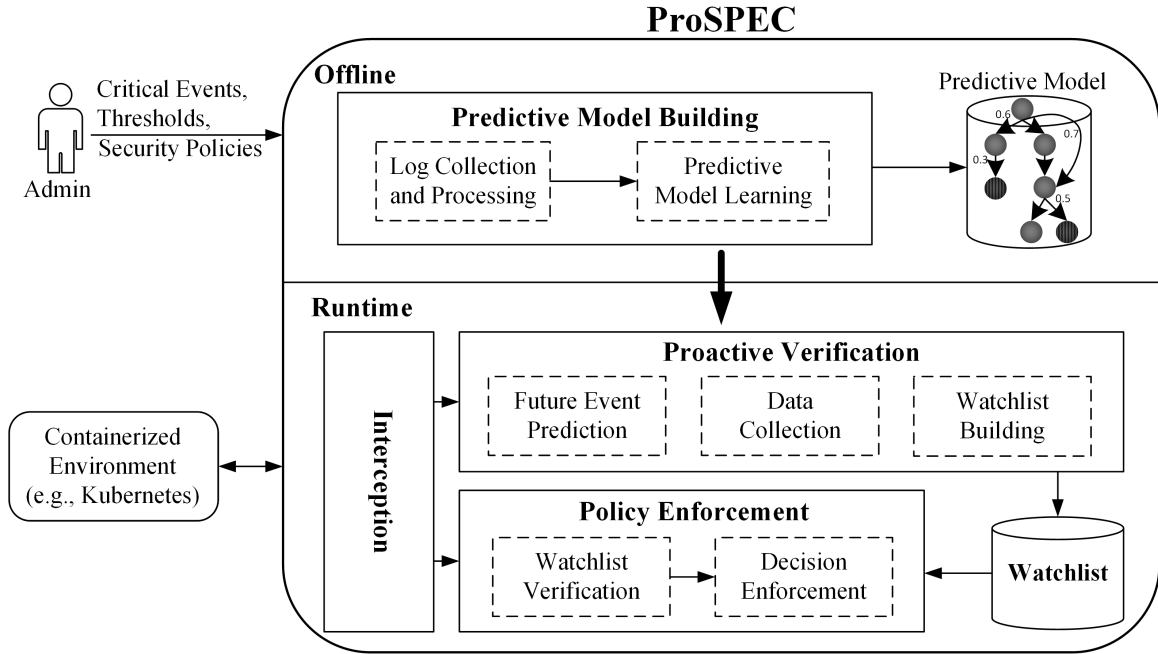 ProSPEC
Offline
Critical Events,
Thresholds,
Security Policies
Admin
Predictive Model Building
Log Collection
and Processing
Predictive
Model Learning
Predictive Model
0.6
0.7
0.3
0.5
Runtime
Interception
Proactive Verification
Future Event
Prediction
Data
Collection
Watchlist
Building
Containerized
Environment
(e.g., Kubernetes)
Policy Enforcement
Watchlist
Verification
Decision
Enforcement
Watchlist